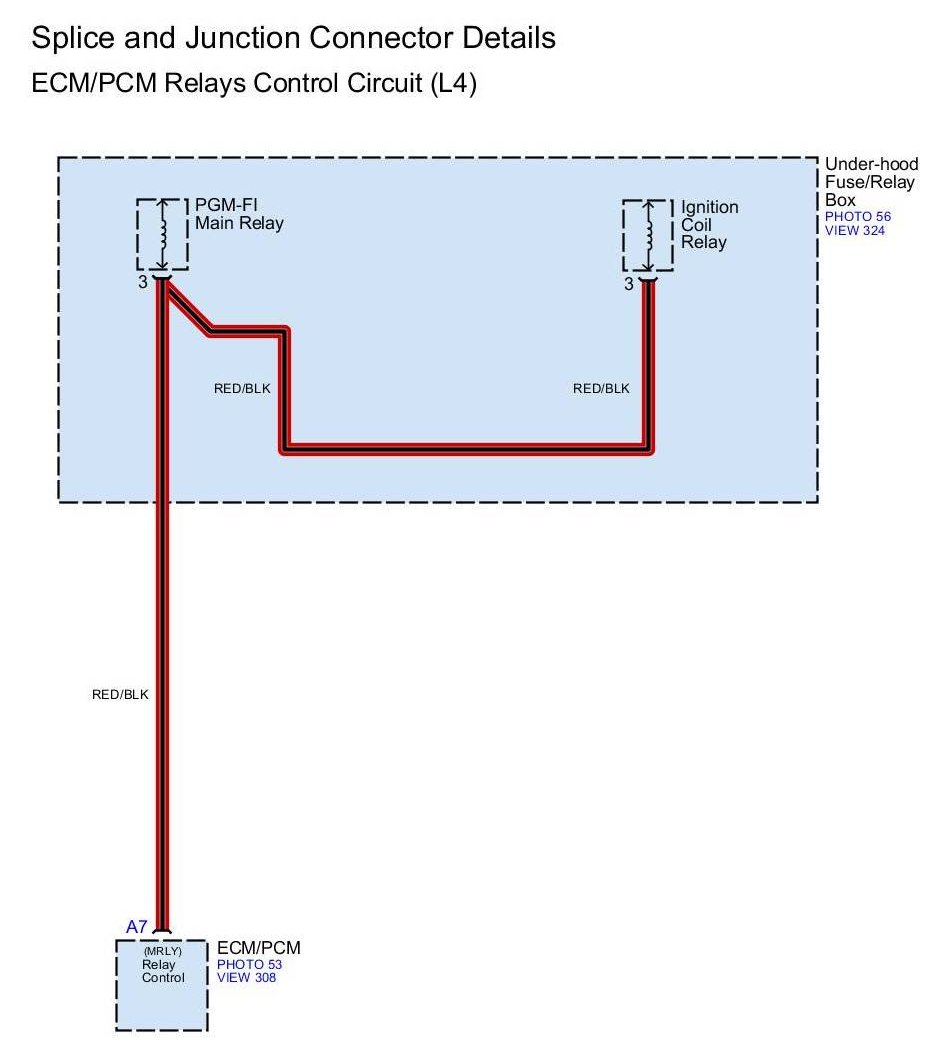 Splice and Junction Connector Details
ECM/PCM Relays Control Circuit (L4)
Under-hood
Fuse/Relay
Box
PHOTO 56
VIEW 324
PGM-FI
Main Relay
Ignition
Coil
Relay
3
3
RED/BLK
RED/BLK
RED/BLK
A7
(MRLY)
Relay
Control
ECM/PCM
PHOTO 53
VIEW 308